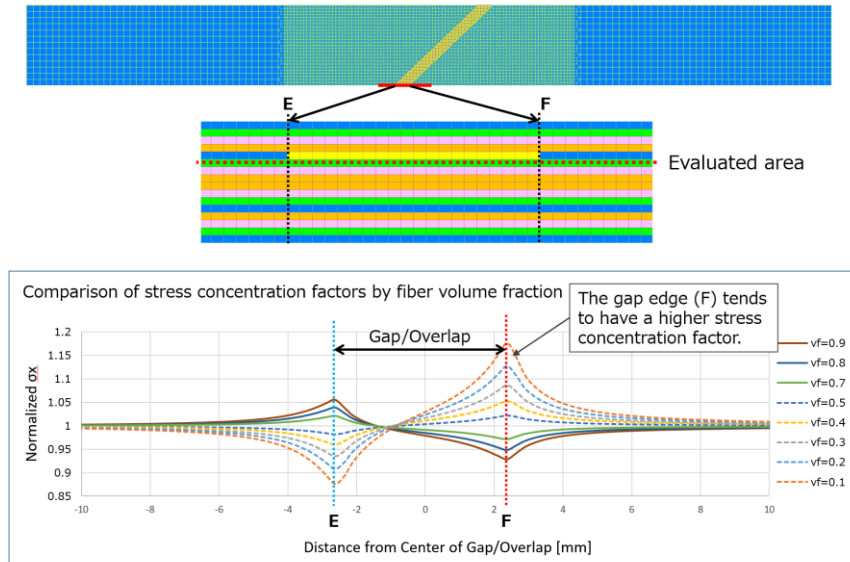 E
F
Evaluated area
Comparison of stress concentration factors by fiber volume fraction
The gap edge (F) tends
to have a higher stress
concentration factor.
Gap/Overlap
Normalized σx
1.2
1.15
1.1
1.05
1
0.95
0.9
0.85
-10
-8
-6
-4
-2
0
2
4
6
8
10
E
F
Distance from Center of Gap/Overlap [mm]
vf=0.9
vf=0.8
vf=0.7
vf=0.5
vf=0.4
vf=0.3
vf=0.2
vf=0.1